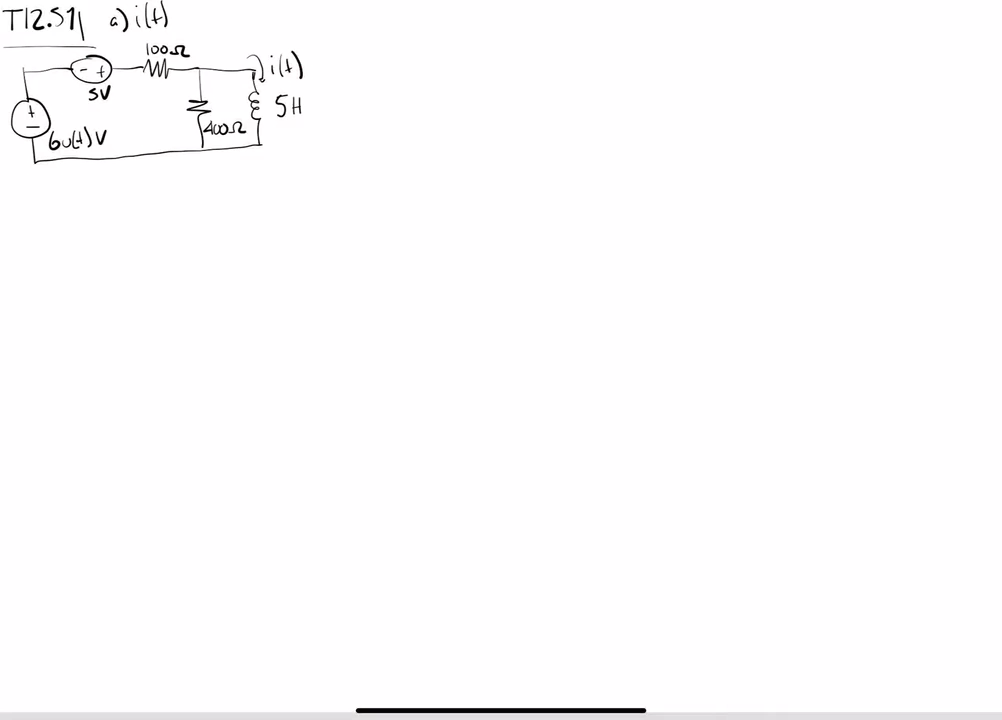 T12.51 a) i(t)
100Ω
- +
i(t)
5V
5H
+
-
400Ω
6u(t) V